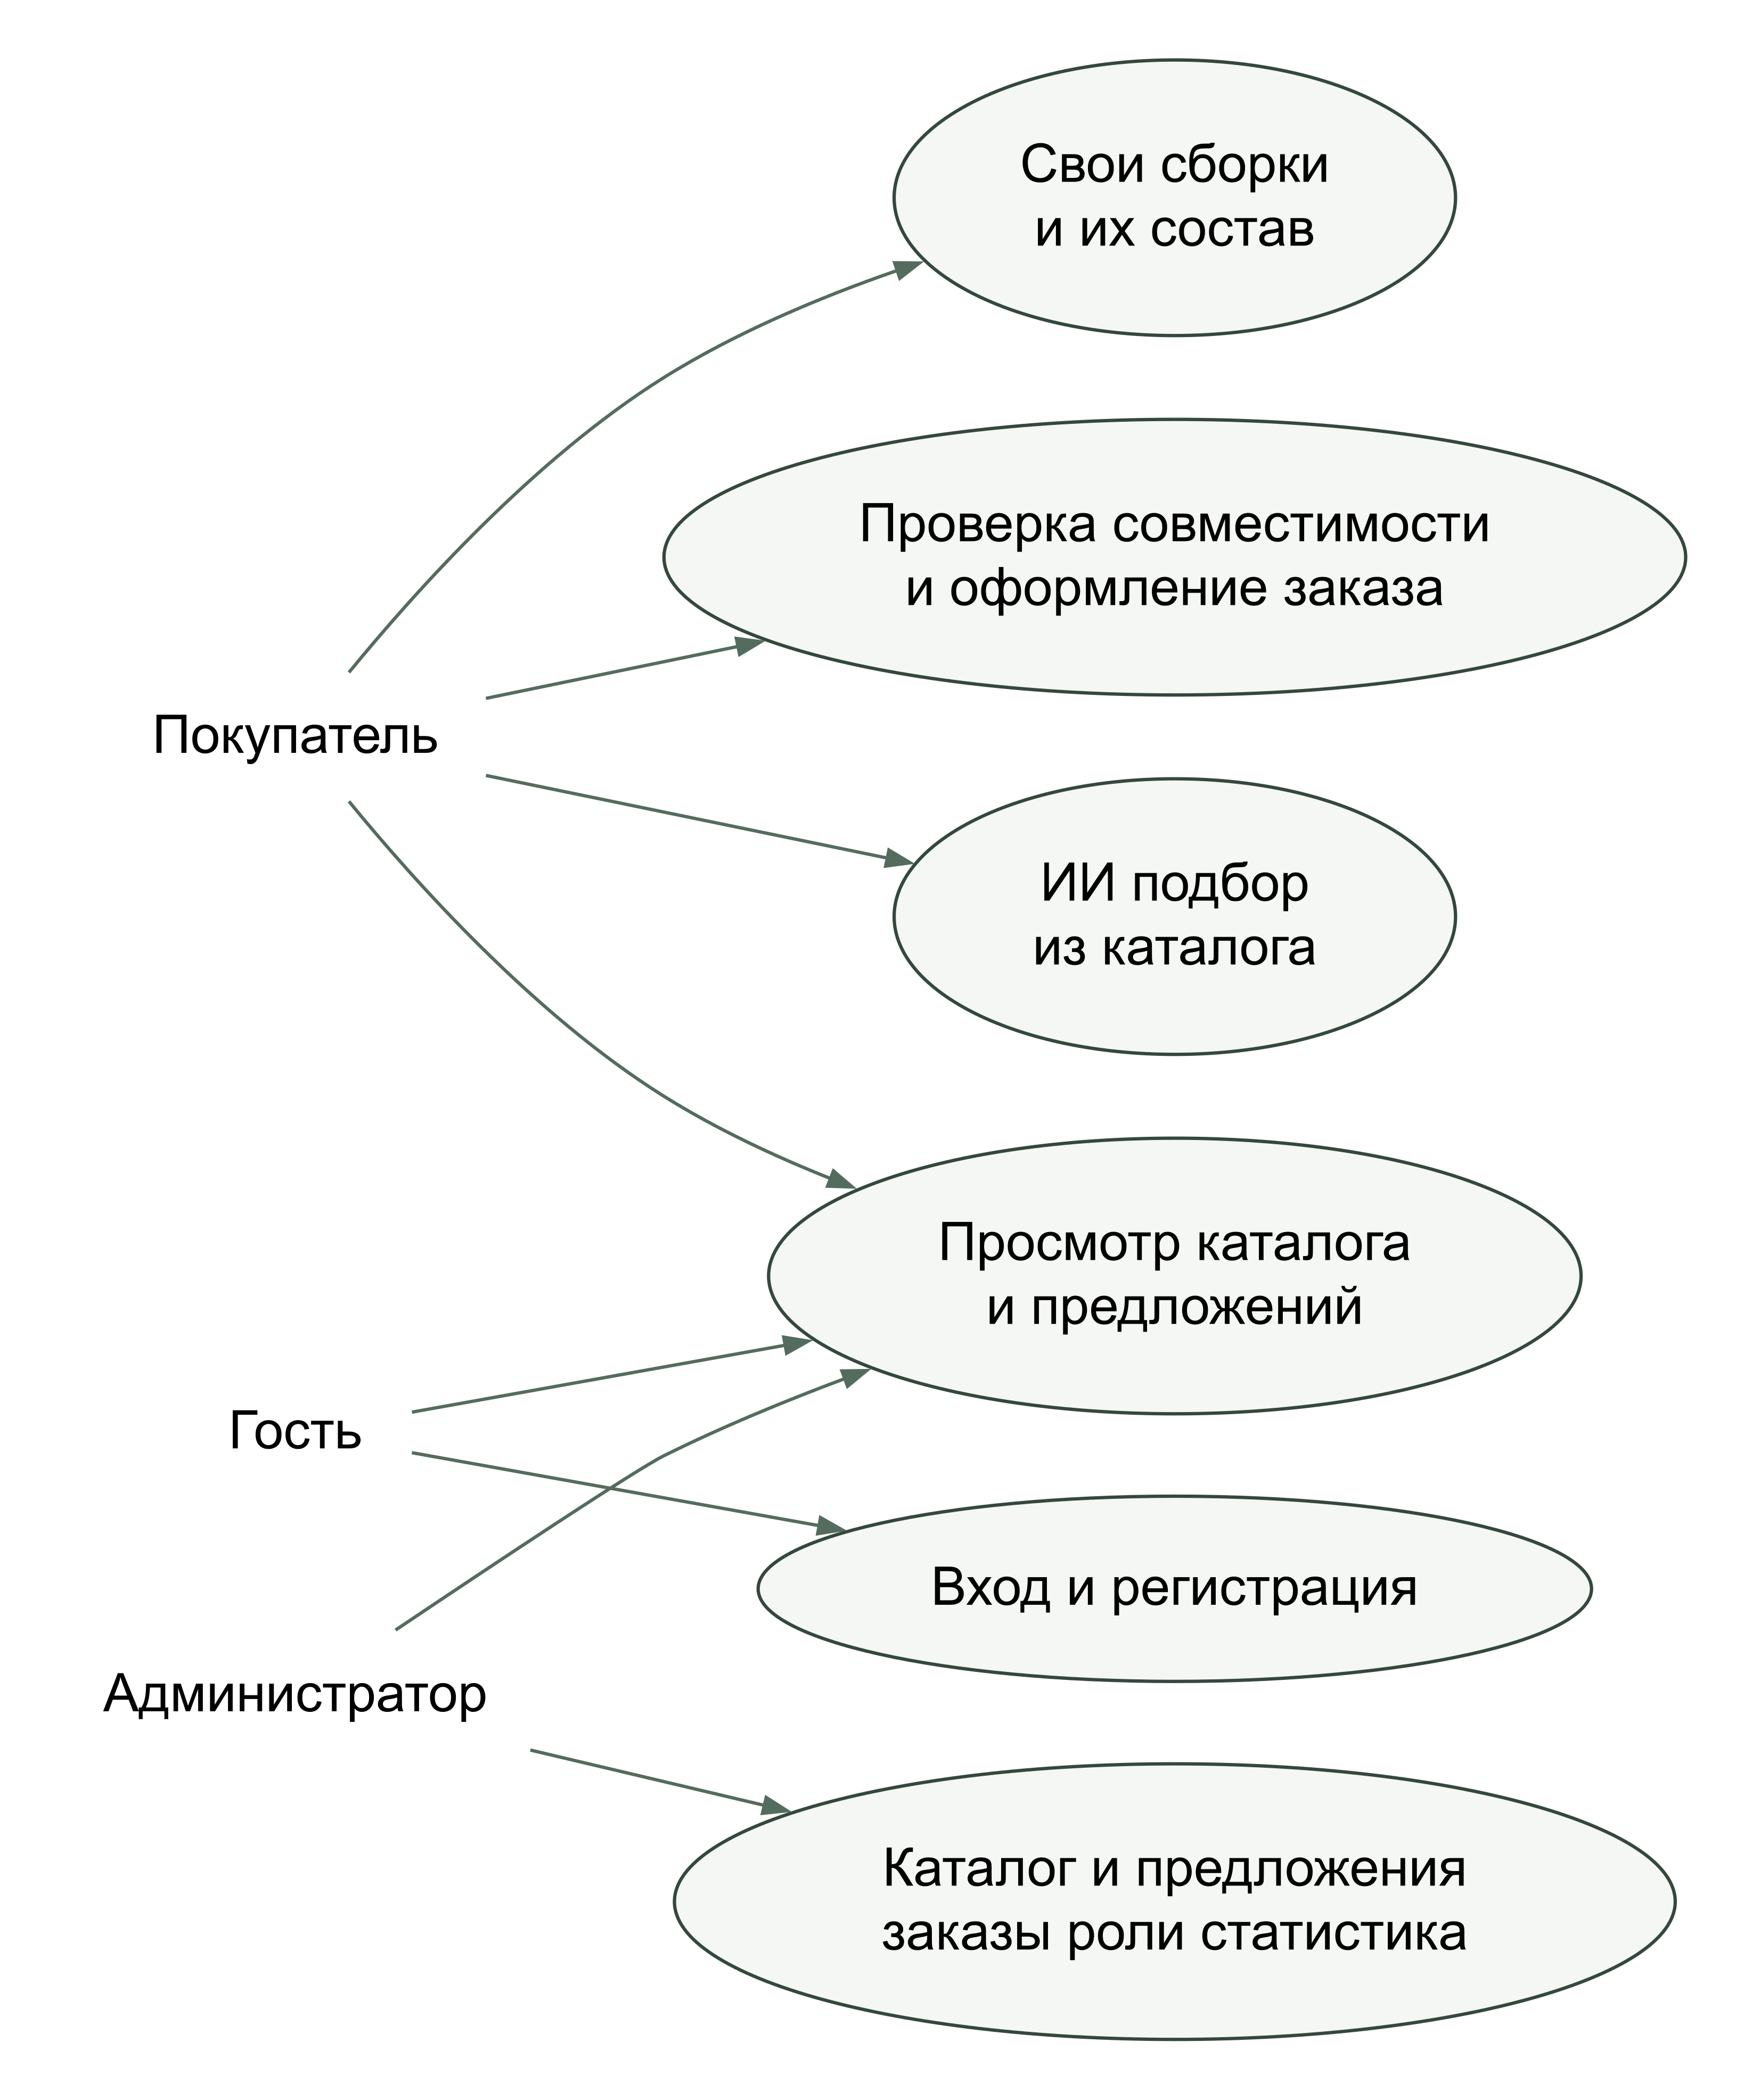 Свои сборки
и их состав
Проверка совместимости
и оформление заказа
Покупатель
ИИ подбор
из каталога
Просмотр каталога
и предложений
Гость
Вход и регистрация
Администратор
Каталог и предложения
заказы роли статистика